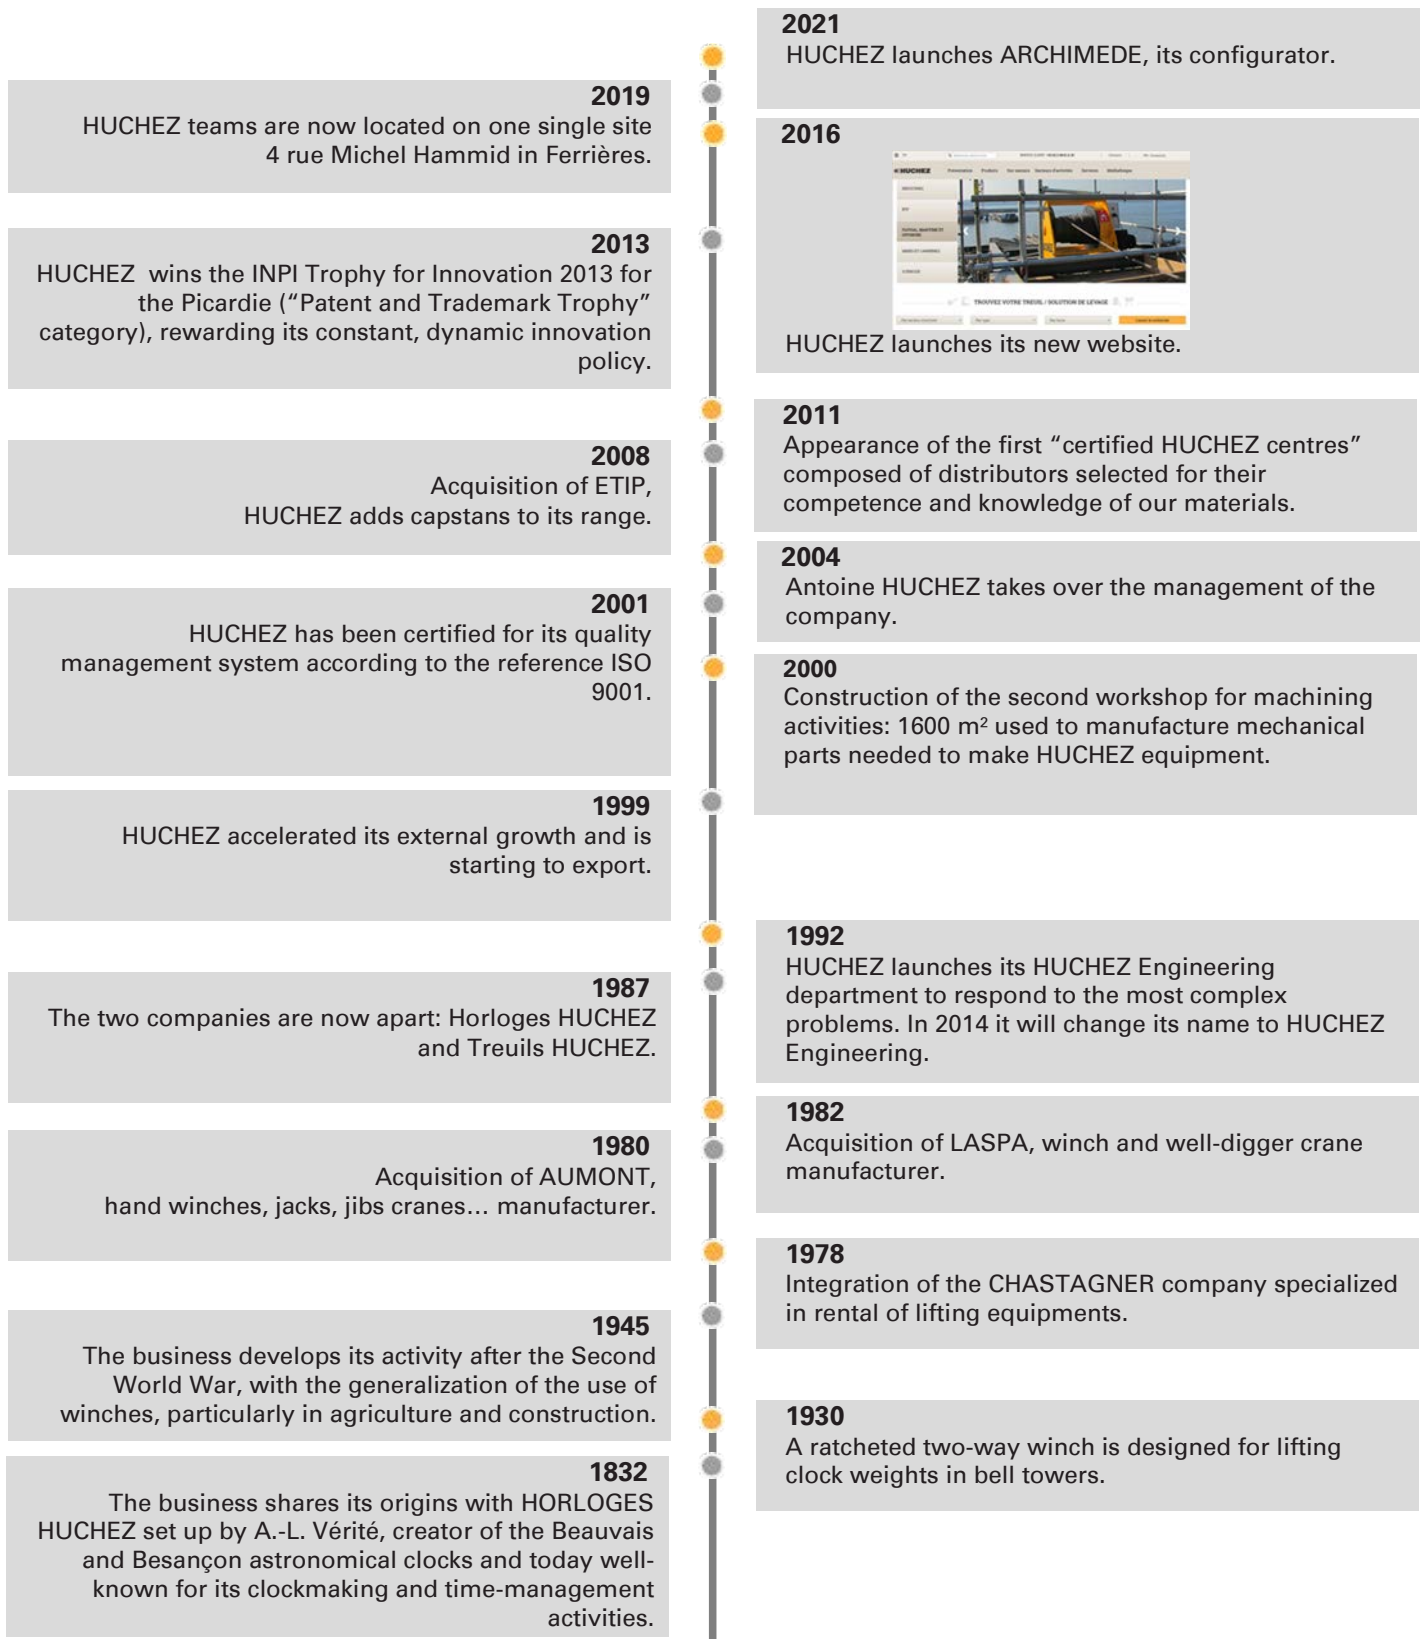 2021
HUCHEZ launches ARCHIMEDE, its configurator.
2019
HUCHEZ teams are now located on one single site
4 rue Michel Hammid in Ferrières.
2016
HUCHEZ
TROUVEZ VOTRE TREUIL / SOLUTION DE LEVAGE
HUCHEZ launches its new website.
2013
HUCHEZ  wins the INPI Trophy for Innovation 2013 for
the Picardie (“Patent and Trademark Trophy”
category), rewarding its constant, dynamic innovation
policy.
2011
Appearance of the first “certified HUCHEZ centres”
composed of distributors selected for their
competence and knowledge of our materials.
2008
Acquisition of ETIP,
HUCHEZ adds capstans to its range.
2004
Antoine HUCHEZ takes over the management of the
company.
2001
HUCHEZ has been certified for its quality
management system according to the reference ISO
9001.
2000
Construction of the second workshop for machining
activities: 1600 m² used to manufacture mechanical
parts needed to make HUCHEZ equipment.
1999
HUCHEZ accelerated its external growth and is
starting to export.
1992
HUCHEZ launches its HUCHEZ Engineering
department to respond to the most complex
problems. In 2014 it will change its name to HUCHEZ
Engineering.
1987
The two companies are now apart: Horloges HUCHEZ
and Treuils HUCHEZ.
1982
Acquisition of LASPA, winch and well-digger crane
manufacturer.
1980
Acquisition of AUMONT,
hand winches, jacks, jibs cranes… manufacturer.
1978
Integration of the CHASTAGNER company specialized
in rental of lifting equipments.
1945
The business develops its activity after the Second
World War, with the generalization of the use of
winches, particularly in agriculture and construction.
1930
A ratcheted two-way winch is designed for lifting
clock weights in bell towers.
1832
The business shares its origins with HORLOGES
HUCHEZ set up by A.-L. Vérité, creator of the Beauvais
and Besançon astronomical clocks and today well-
known for its clockmaking and time-management
activities.